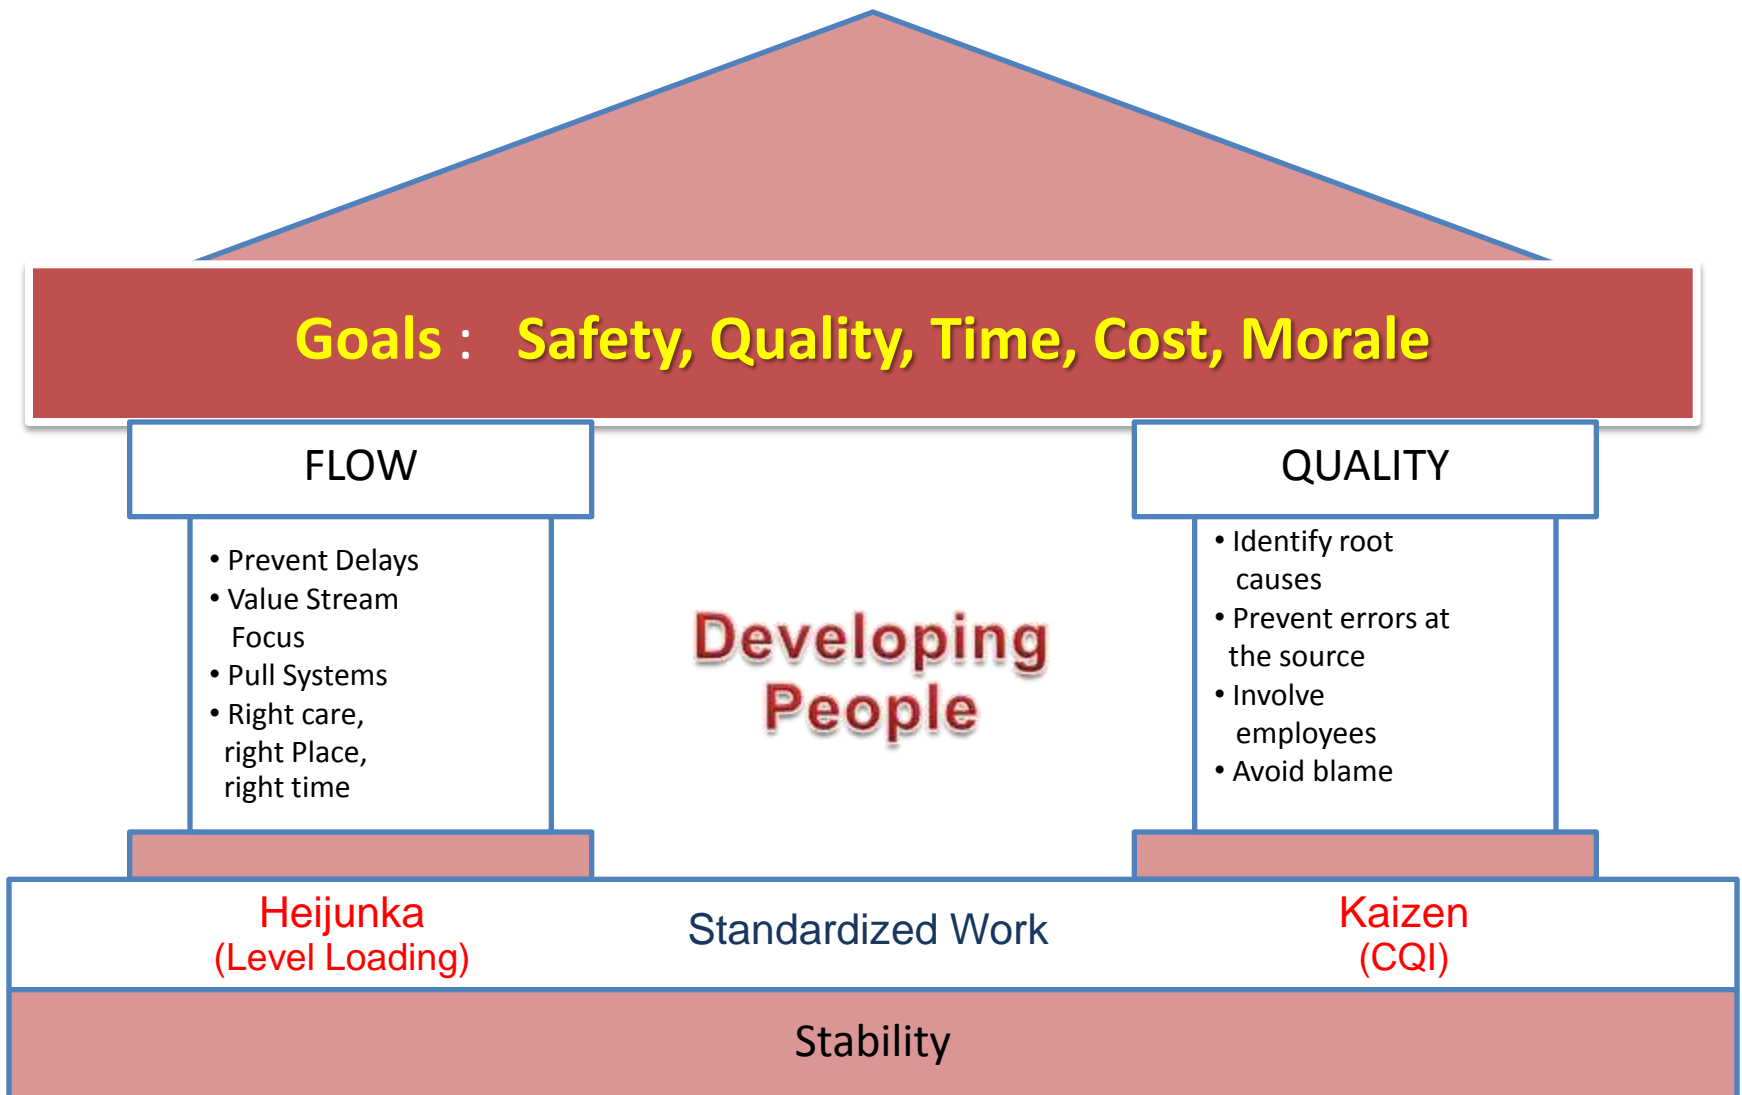 Goals : Safety, Quality, Time, Cost, Morale
FLOW
• Prevent Delays
• Value Stream
Focus
• Pull Systems
• Right care,
right Place,
right time
Developing
People
QUALITY
• Identify root
causes
• Prevent errors at
the source
• Involve
employees
• Avoid blame
Heijunka
(Level Loading)
Standardized Work
Kaizen
(CQI)
Stability